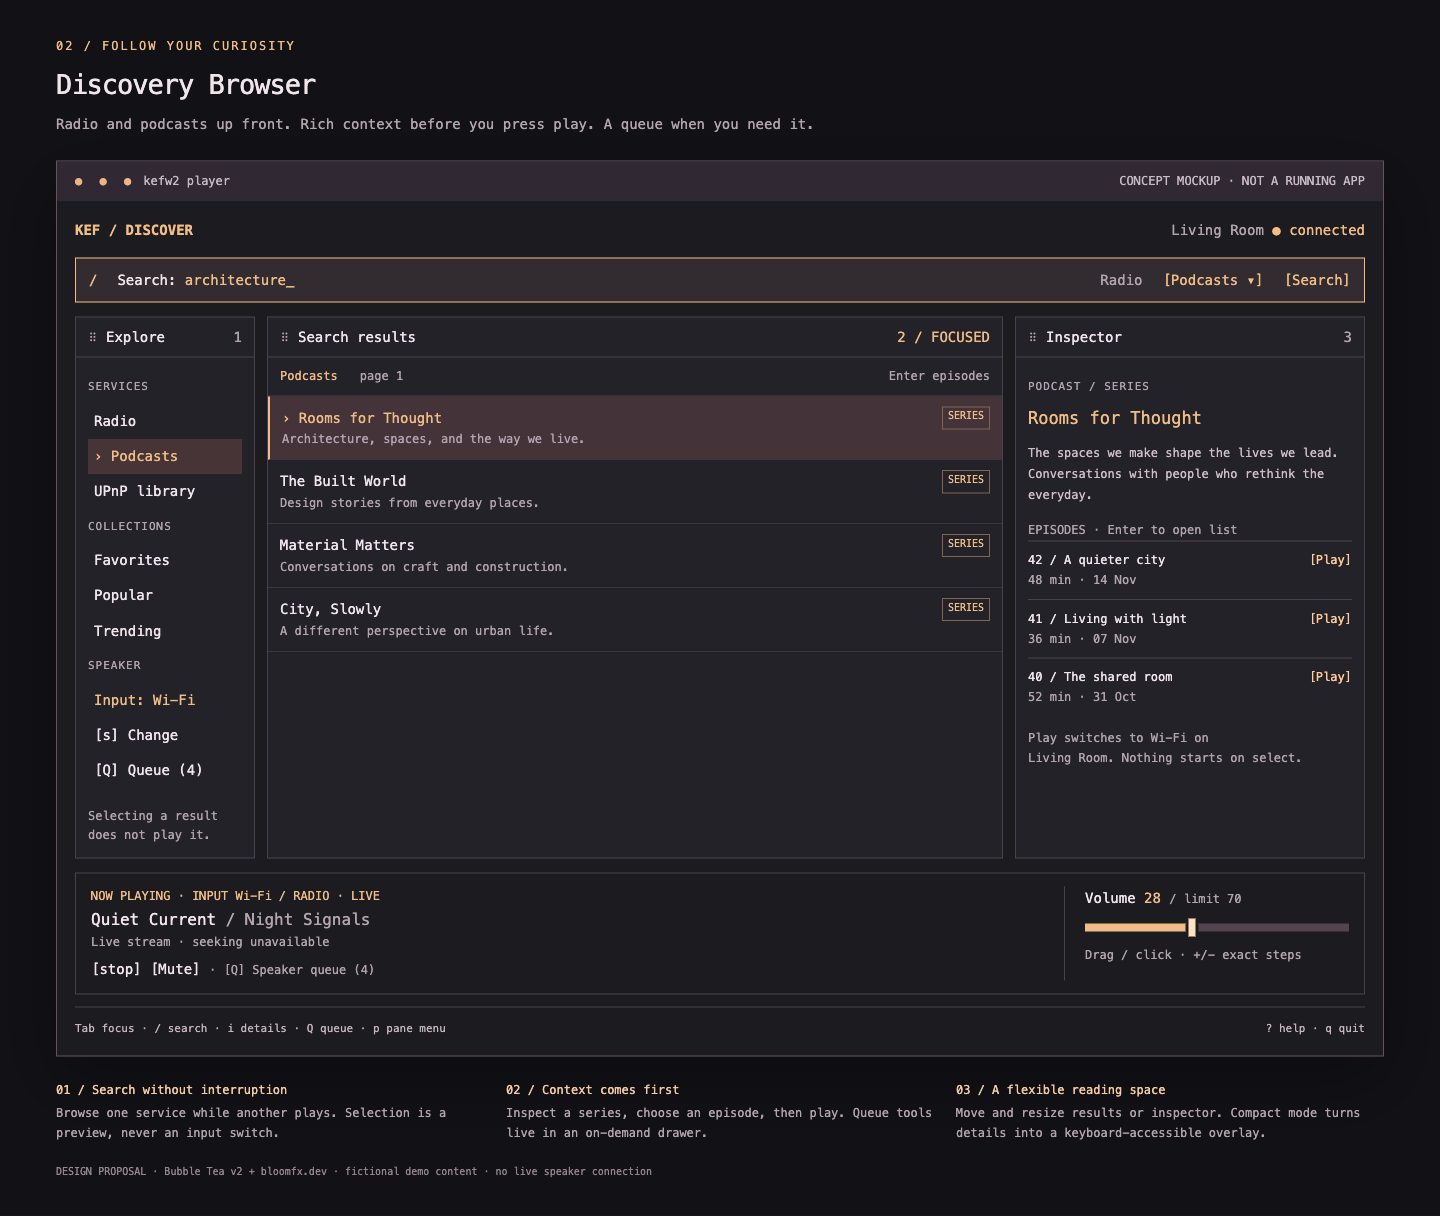 02 / FOLLOW YOUR CURIOSITY
Discovery Browser
Radio and podcasts up front. Rich context before you press play. A queue when you need it.
kefw2 player
CONCEPT MOCKUP · NOT A RUNNING APP
KEF / DISCOVER
Living Room ● connected
/ Search: architecture_
Radio [Podcasts ▾] [Search]
⠿ Explore 1
SERVICES
Radio
› Podcasts
UPnP library
COLLECTIONS
Favorites
Popular
Trending
SPEAKER
Input: Wi-Fi
[s] Change
[Q] Queue (4)
Selecting a result
does not play it.
⠿ Search results 2 / FOCUSED
Podcasts page 1 Enter episodes
› Rooms for Thought SERIES
Architecture, spaces, and the way we live.
The Built World SERIES
Design stories from everyday places.
Material Matters SERIES
Conversations on craft and construction.
City, Slowly SERIES
A different perspective on urban life.
⠿ Inspector 3
PODCAST / SERIES
Rooms for Thought
The spaces we make shape the lives we lead.
Conversations with people who rethink the
everyday.
EPISODES · Enter to open list
42 / A quieter city [Play]
48 min · 14 Nov
41 / Living with light [Play]
36 min · 07 Nov
40 / The shared room [Play]
52 min · 31 Oct
Play switches to Wi-Fi on
Living Room. Nothing starts on select.
NOW PLAYING · INPUT Wi-Fi / RADIO · LIVE
Quiet Current / Night Signals
Live stream · seeking unavailable
[stop] [Mute] · [Q] Speaker queue (4)
Volume 28 / limit 70
Drag / click · +/- exact steps
Tab focus · / search · i details · Q queue · p pane menu
? help · q quit
01 / Search without interruption
Browse one service while another plays. Selection is a
preview, never an input switch.
02 / Context comes first
Inspect a series, choose an episode, then play. Queue tools
live in an on-demand drawer.
03 / A flexible reading space
Move and resize results or inspector. Compact mode turns
details into a keyboard-accessible overlay.
DESIGN PROPOSAL · Bubble Tea v2 + bloomfx.dev · fictional demo content · no live speaker connection